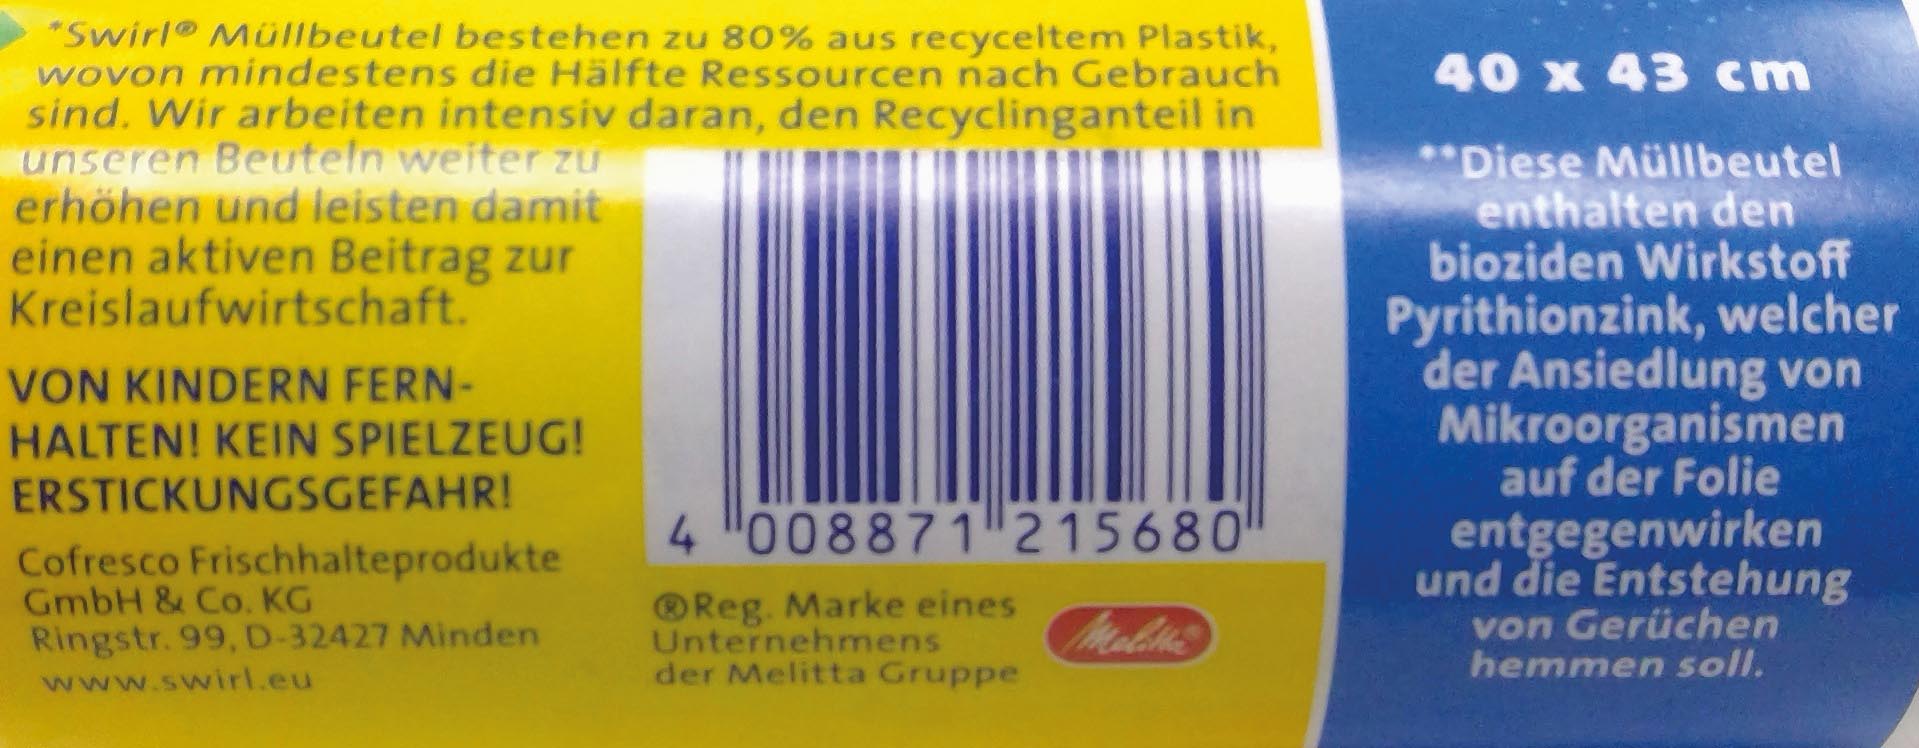 *Swirl® Müllbeutel bestehen zu 80% aus recyceltem Plastik,
wovon mindestens die Hälfte Ressourcen nach Gebrauch
sind. Wir arbeiten intensiv daran, den Recyclinganteil in
unseren Beuteln weiter zu
erhöhen und leisten damit
einen aktiven Beitrag zur
Kreislaufwirtschaft.
VON KINDERN FERN-
HALTEN! KEIN SPIELZEUG!
ERSTICKUNGSGEFAHR!
Cofresco Frischhalteprodukte
GmbH & Co. KG
Ringstr. 99, D-32427 Minden
www.swirl.eu
4 008871 215680
®Reg. Marke eines
Unternehmens
der Melitta Gruppe
Melitta®
40 x 43 cm
**Diese Müllbeutel
enthalten den
bioziden Wirkstoff
Pyrithionzink, welcher
der Ansiedlung von
Mikroorganismen
auf der Folie
entgegenwirken
und die Entstehung
von Gerüchen
hemmen soll.